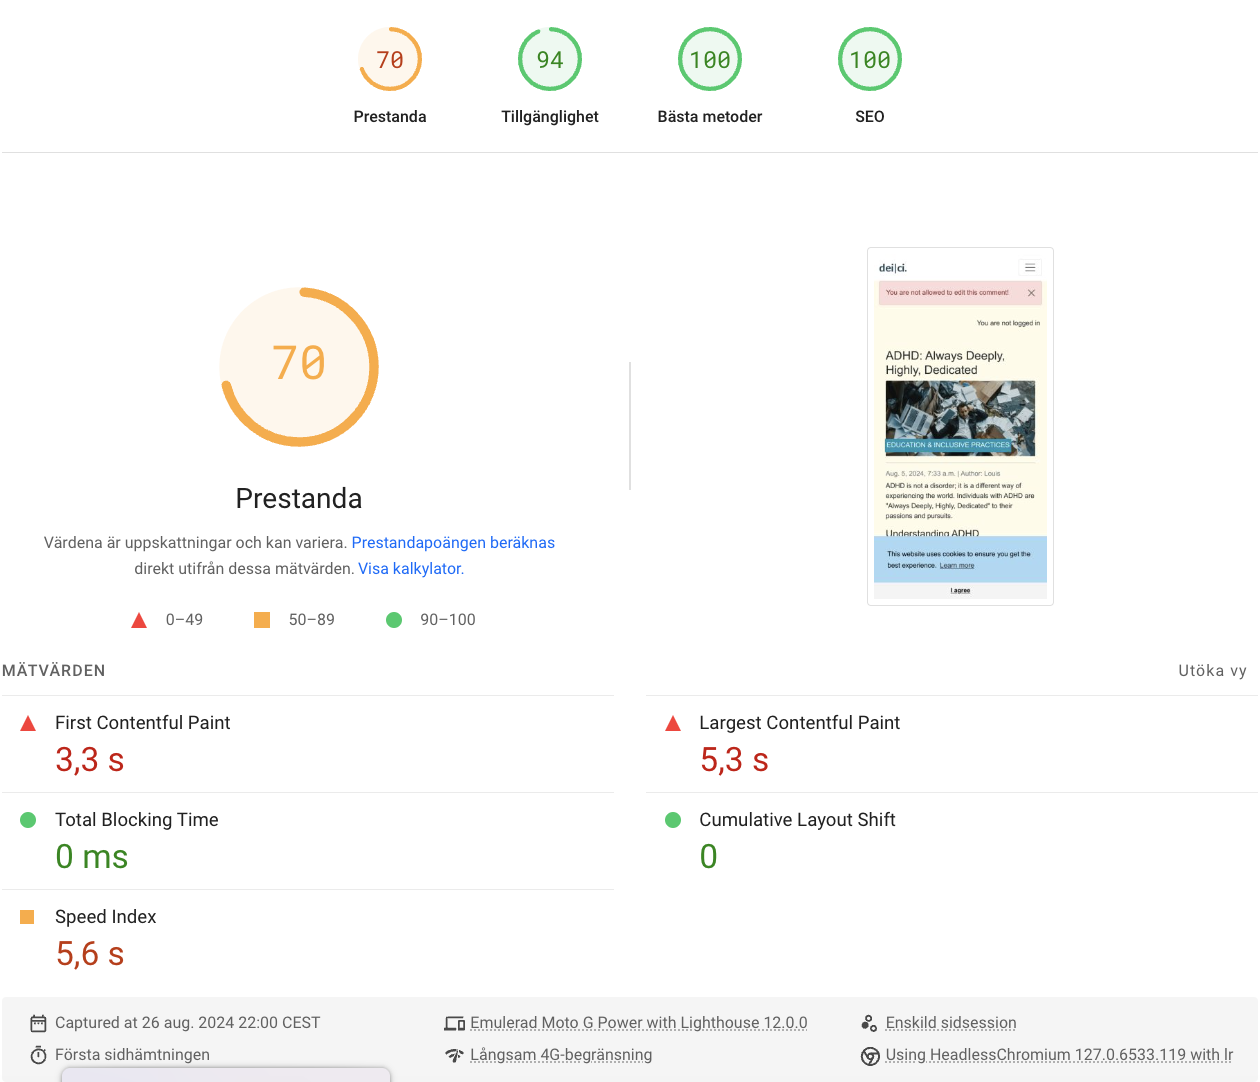 70
94
100
100
Prestanda
Tillgänglighet
Bästa metoder
SEO
70
Prestanda
Värdena är uppskattningar och kan variera. Prestandapoängen beräknas
direkt utifrån dessa mätvärden. Visa kalkylator.
0–49
50–89
90–100
dei|ci.
You are not allowed to edit this comment!
You are not logged in
ADHD: Always Deeply,
Highly, Dedicated
EDUCATION & INCLUSIVE PRACTICES
Aug. 5, 2024, 7:33 a.m. | Author: Louis
ADHD is not a disorder; it is a different way of
experiencing the world. Individuals with ADHD are
"Always Deeply, Highly, Dedicated" to their
passions and pursuits.
Understanding ADHD
This website uses cookies to ensure you get the
best experience. Learn more
I agree
MÄTVÄRDEN
Utöka vy
First Contentful Paint
3,3 s
Largest Contentful Paint
5,3 s
Total Blocking Time
0 ms
Cumulative Layout Shift
0
Speed Index
5,6 s
Captured at 26 aug. 2024 22:00 CEST
Emulerad Moto G Power with Lighthouse 12.0.0
Enskild sidsession
Första sidhämtningen
Långsam 4G-begränsning
Using HeadlessChromium 127.0.6533.119 with lr